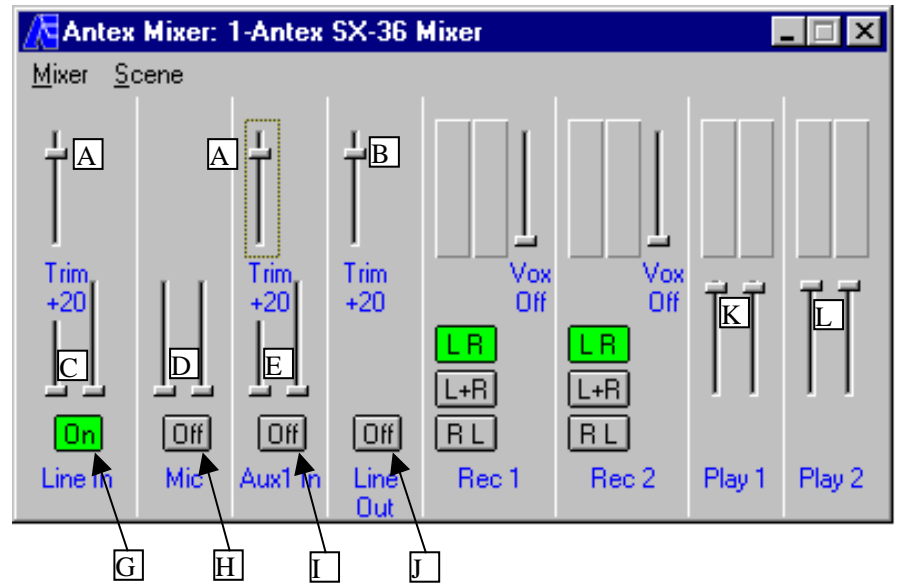 Antex Mixer: 1-Antex SX-36 Mixer
Mixer Scene
A A B
Trim Trim Trim Vox Vox
+20 +20 +20 Off Off
K L
L R L R
C D E
L+R L+R
On Off Off Off R L R L
Line In Mic Aux1 In Line Out Rec 1 Rec 2 Play 1 Play 2
G H I J